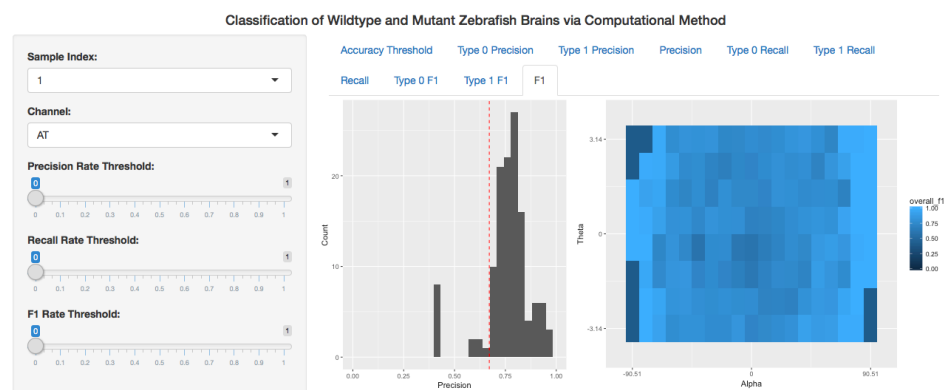 Classification of Wildtype and Mutant Zebrafish Brains via Computational Method
Sample Index:
1
Channel:
AT
Precision Rate Threshold:
0 1
0 0.1 0.2 0.3 0.4 0.5 0.6 0.7 0.8 0.9 1
Recall Rate Threshold:
0 1
0 0.1 0.2 0.3 0.4 0.5 0.6 0.7 0.8 0.9 1
F1 Rate Threshold:
0 1
0 0.1 0.2 0.3 0.4 0.5 0.6 0.7 0.8 0.9 1
Accuracy Threshold Type 0 Precision Type 1 Precision Precision Type 0 Recall Type 1 Recall
Recall Type 0 F1 Type 1 F1 F1
Count
20
10
0
0.00 0.25 0.50 0.75 1.00
Precision
Theta
3.14
0
-3.14
-90.51 0 90.51
Alpha
overall_f1
1.00
0.75
0.50
0.25
0.00